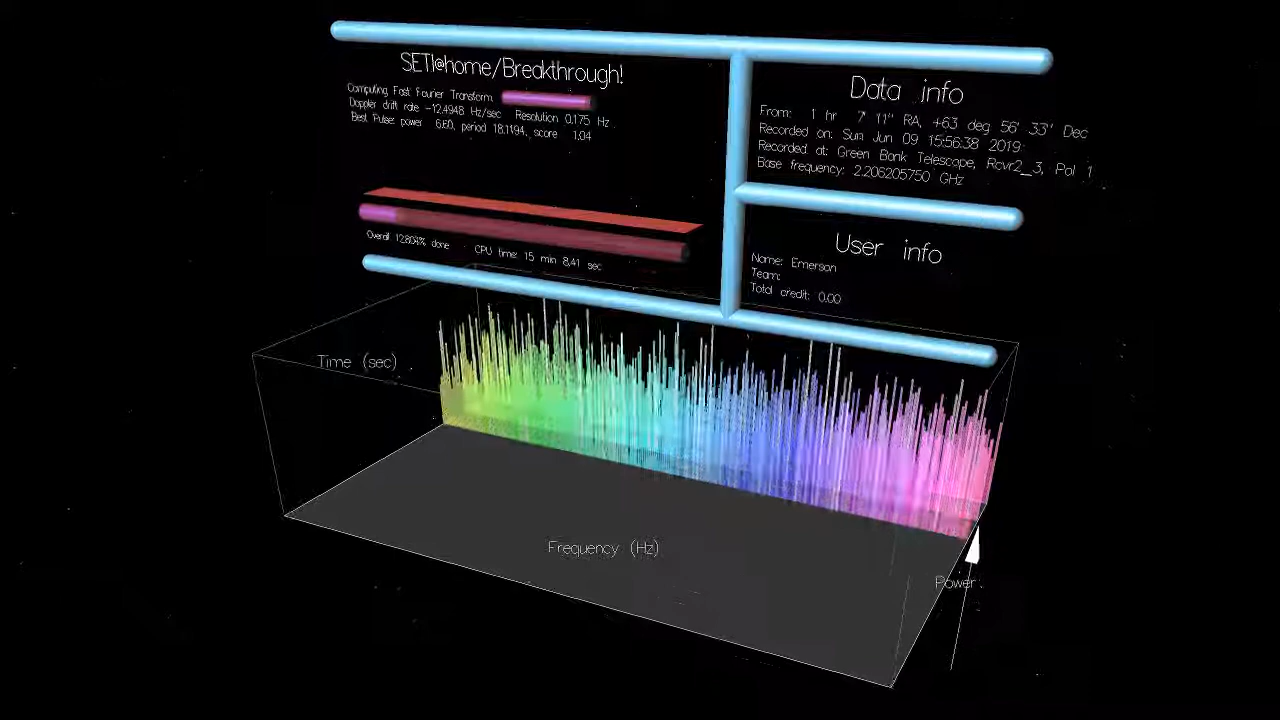 SETI@home/Breakthrough!
Computing Fast Fourier Transform
Doppler drift rate -12.4948 Hz/sec Resolution 0.175 Hz
Best Pulse: power 6.60, period 18.1194, score 1.04
Overall 12.804% done CPU time: 15 min 8.41 sec
Data info
From: 1 hr 7' 11" RA, +63 deg 56' 33" Dec
Recorded on: Sun Jun 09 15:56:38 2019
Recorded at: Green Bank Telescope, Rcvr2_3, Pol 1
Base frequency: 2.206205750 GHz
User info
Name: Emerson
Team:
Total credit: 0.00
Time (sec)
Frequency (Hz)
Power